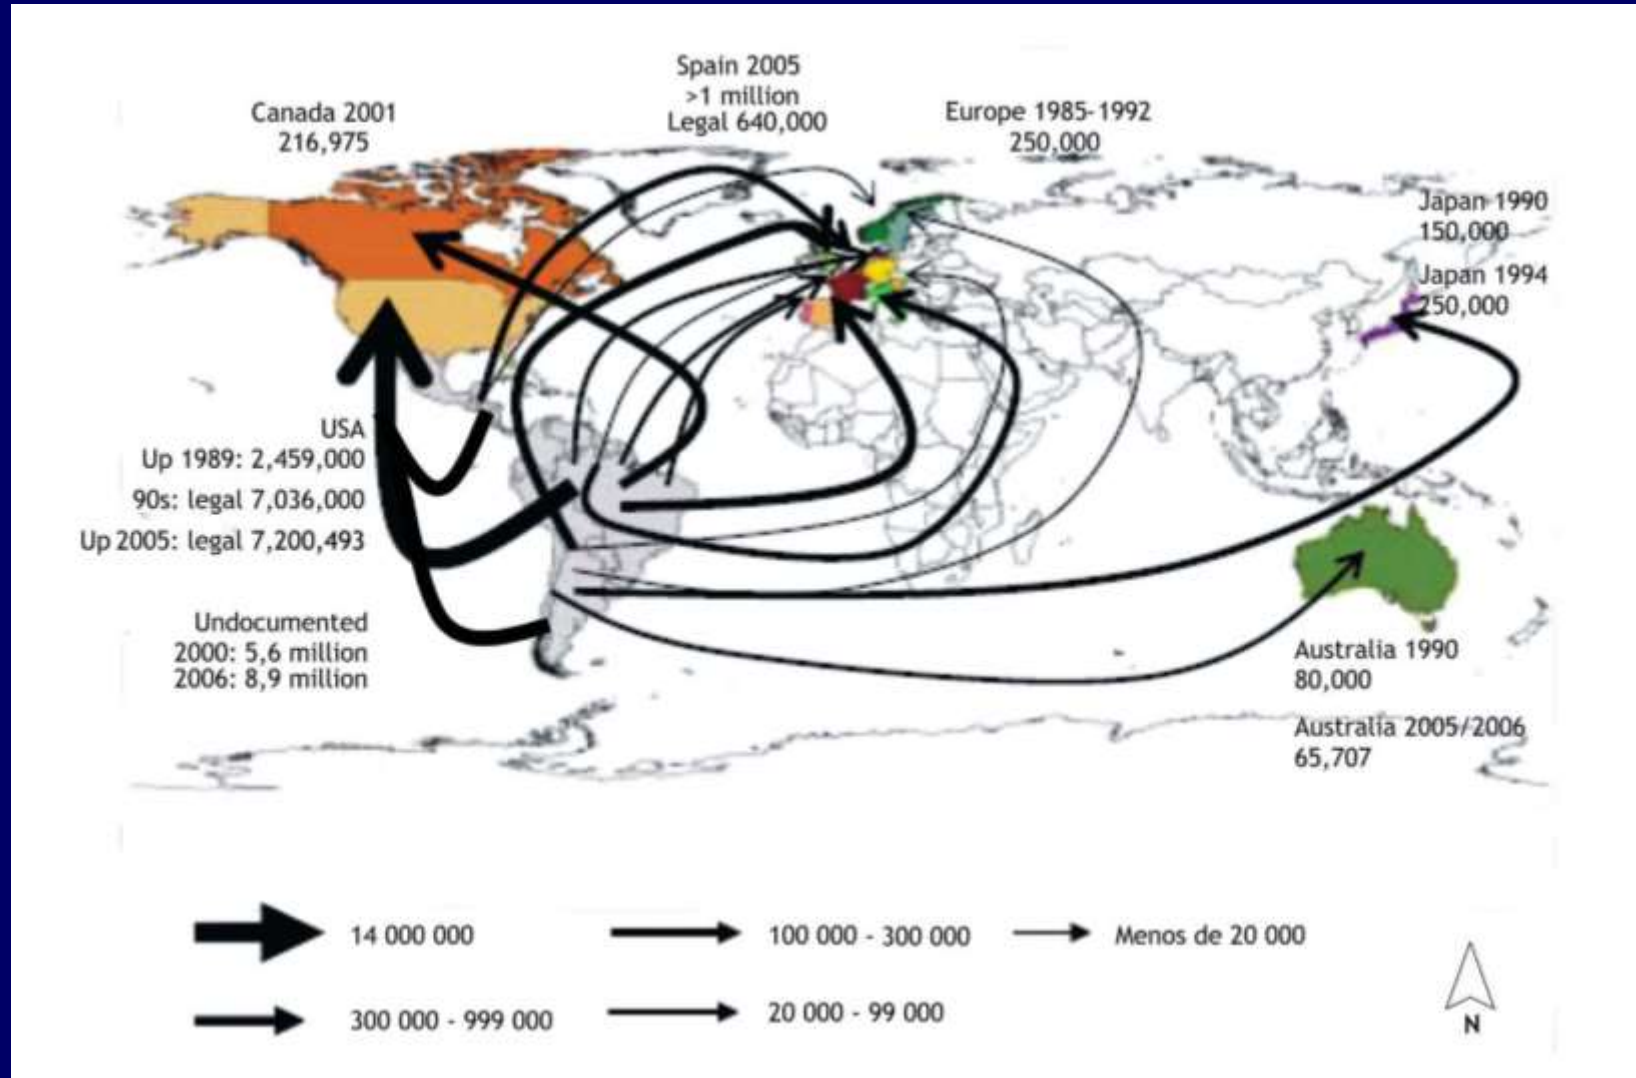 Spain 2005
>1 million
Legal 640,000
Canada 2001
216,975
Europe 1985-1992
250,000
Japan 1990
150,000
Japan 1994
250,000
USA
Up 1989: 2,459,000
90s: legal 7,036,000
Up 2005: legal 7,200,493
Undocumented
2000: 5,6 million
2006: 8,9 million
Australia 1990
80,000
Australia 2005/2006
65,707
14 000 000
100 000 - 300 000
Menos de 20 000
300 000 - 999 000
20 000 - 99 000
N